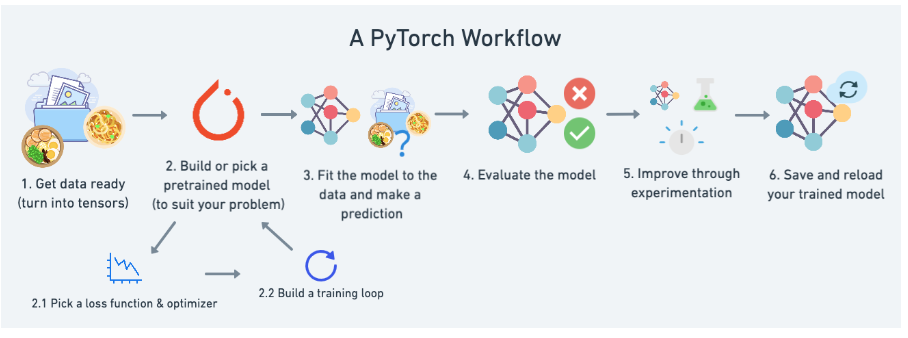 A PyTorch Workflow
1. Get data ready
(turn into tensors)
2. Build or pick a
pretrained model
(to suit your problem)
3. Fit the model to the
data and make a
prediction
4. Evaluate the model
5. Improve through
experimentation
6. Save and reload
your trained model
2.1 Pick a loss function & optimizer
2.2 Build a training loop
?